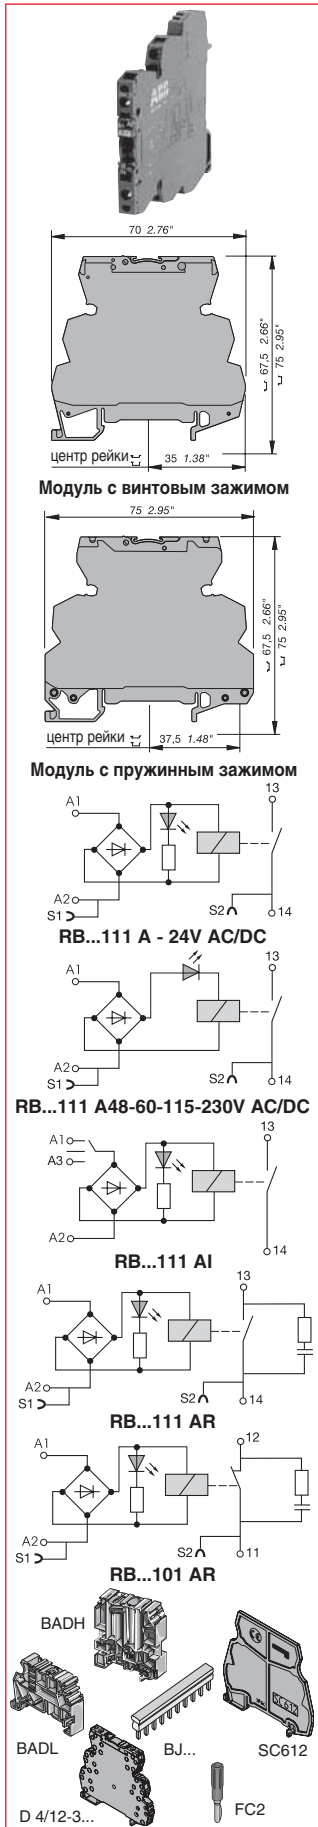 ABB
70 2.76"
67,5 2.66"
75 2.95"
центр рейки
35 1.38"
Модуль с винтовым зажимом
75 2.95"
67,5 2.66"
75 2.95"
центр рейки
37,5 1.48"
Модуль с пружинным зажимом
A1
13
A2
S1
S2
14
RB...111 A - 24V AC/DC
A1
13
A2
S1
S2
14
RB...111 A48-60-115-230V AC/DC
A1
13
A3
A2
14
RB...111 AI
A1
13
A2
S1
S2
14
RB...111 AR
A1
12
A2
S1
S2
11
RB...101 AR
BADH
BADL
BJ...
SC612
SC612
D 4/12-3...
FC2